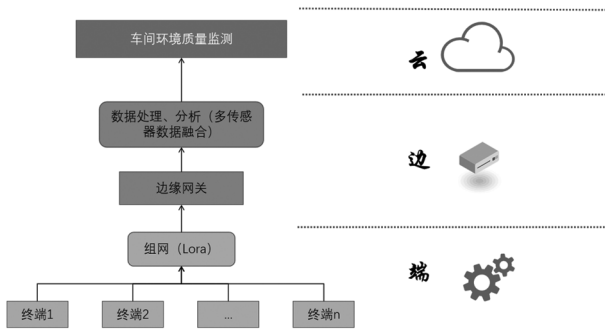 车间环境质量监测
云
数据处理、分析（多传感
器数据融合）
边
边缘网关
组网（Lora）
端
终端1
终端2
...
终端n